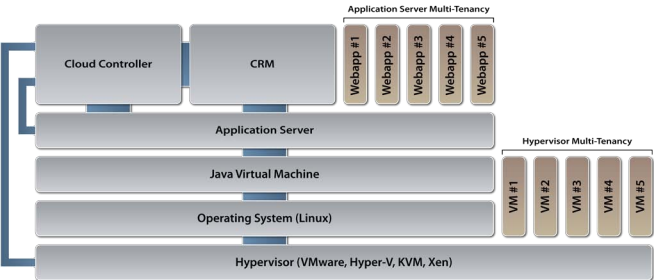 Application Server Multi-Tenancy
Cloud Controller
CRM
Webapp #1
Webapp #2
Webapp #3
Webapp #4
Webapp #5
Application Server
Hypervisor Multi-Tenancy
Java Virtual Machine
VM #1
VM #2
VM #3
VM #4
VM #5
Operating System (Linux)
Hypervisor (VMware, Hyper-V, KVM, Xen)